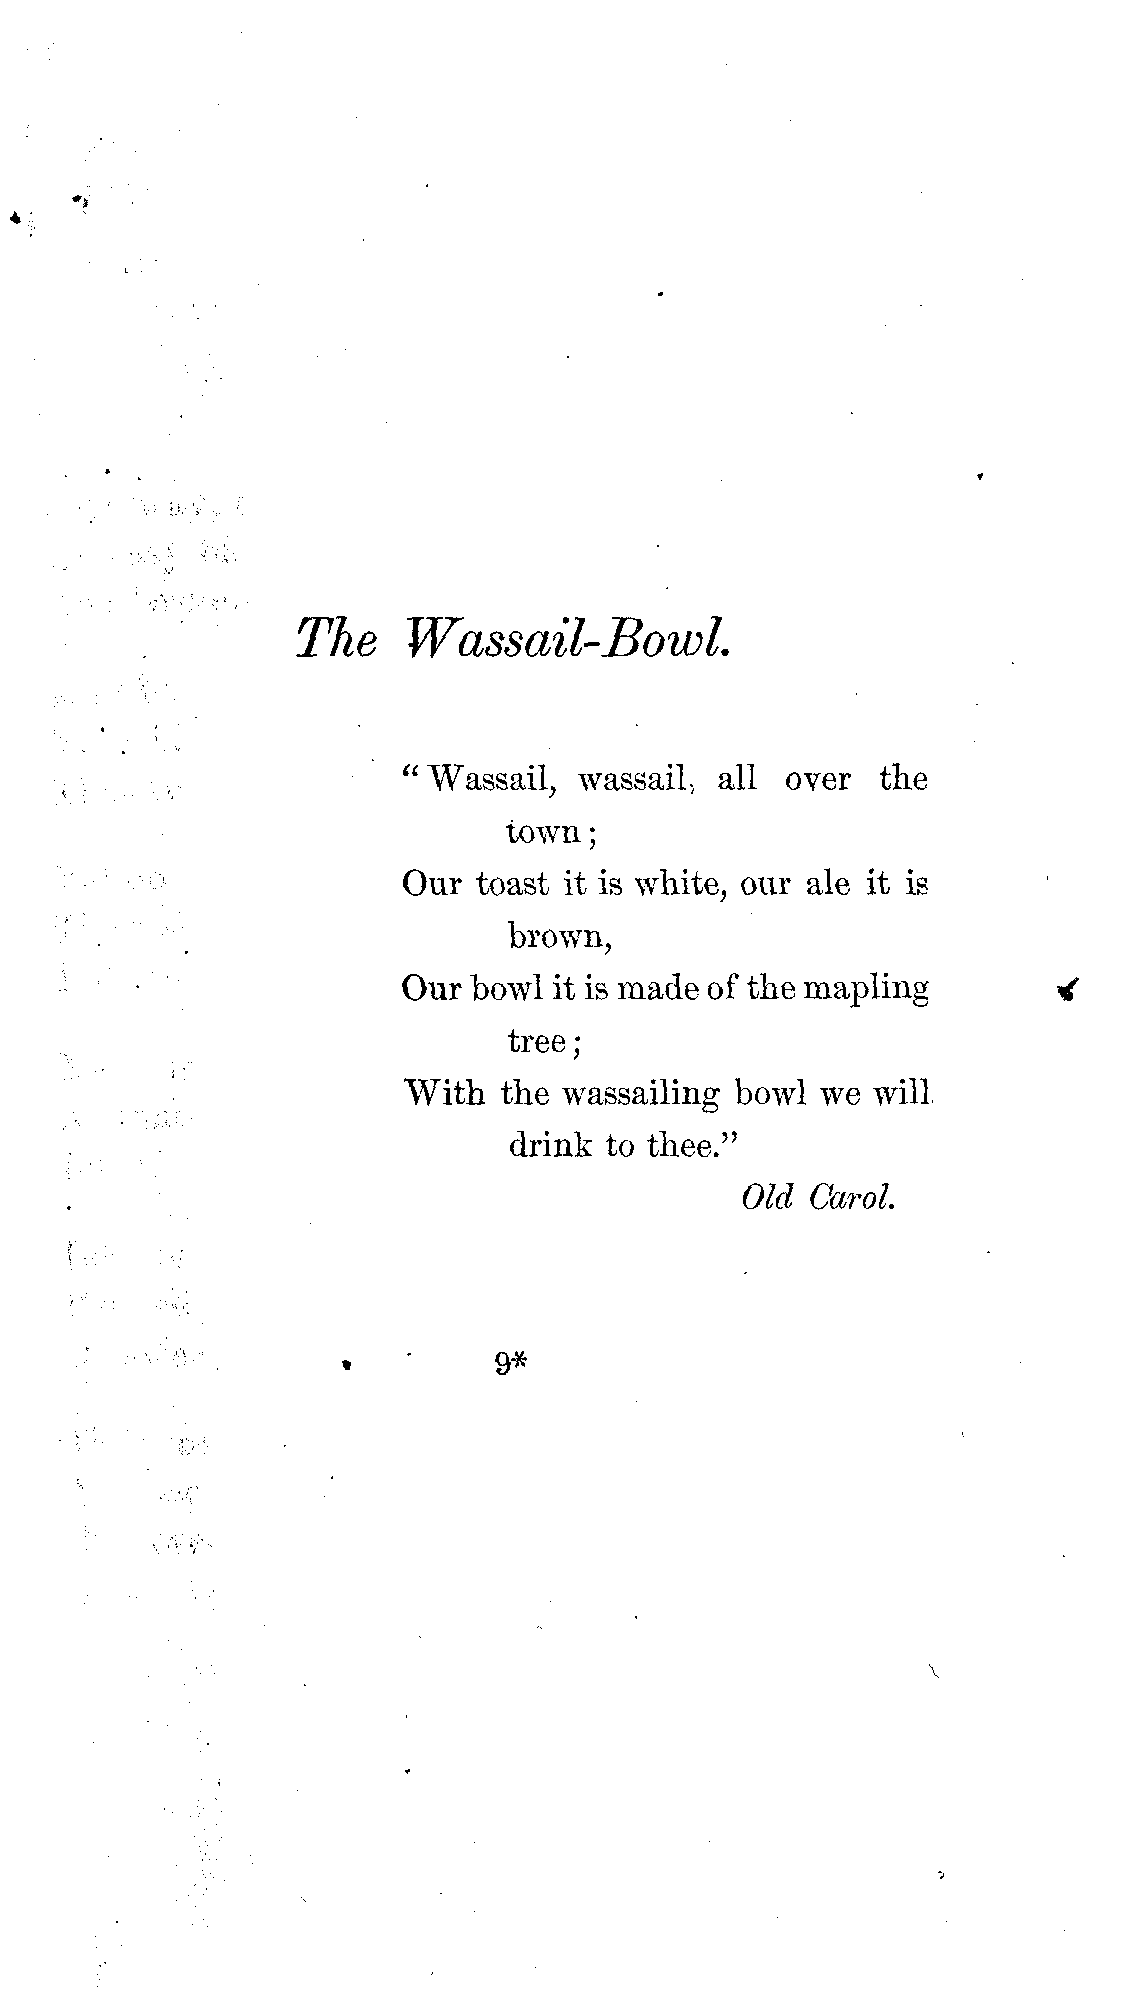 The Wassail-Bowl.
“Wassail, wassail, all over the
town;
Our toast it is white, our ale it is
brown,
Our bowl it is made of the mapling
tree;
With the wassailing bowl we will
drink to thee.”
Old Carol.
9*